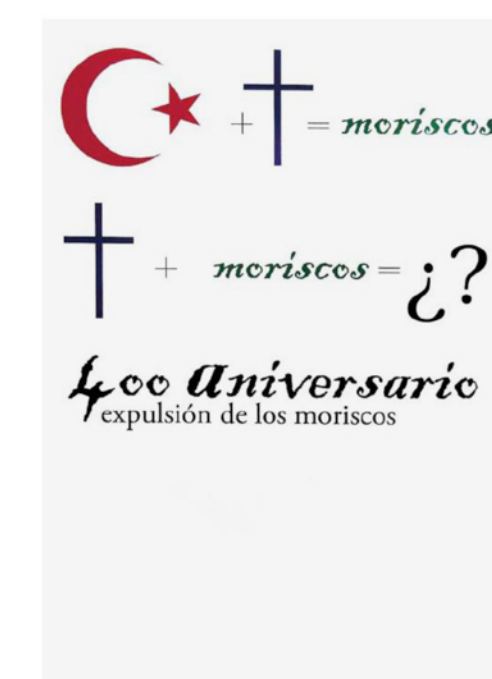 + = moriscos
+ moriscos = ¿?
400 aniversario
expulsión de los moriscos